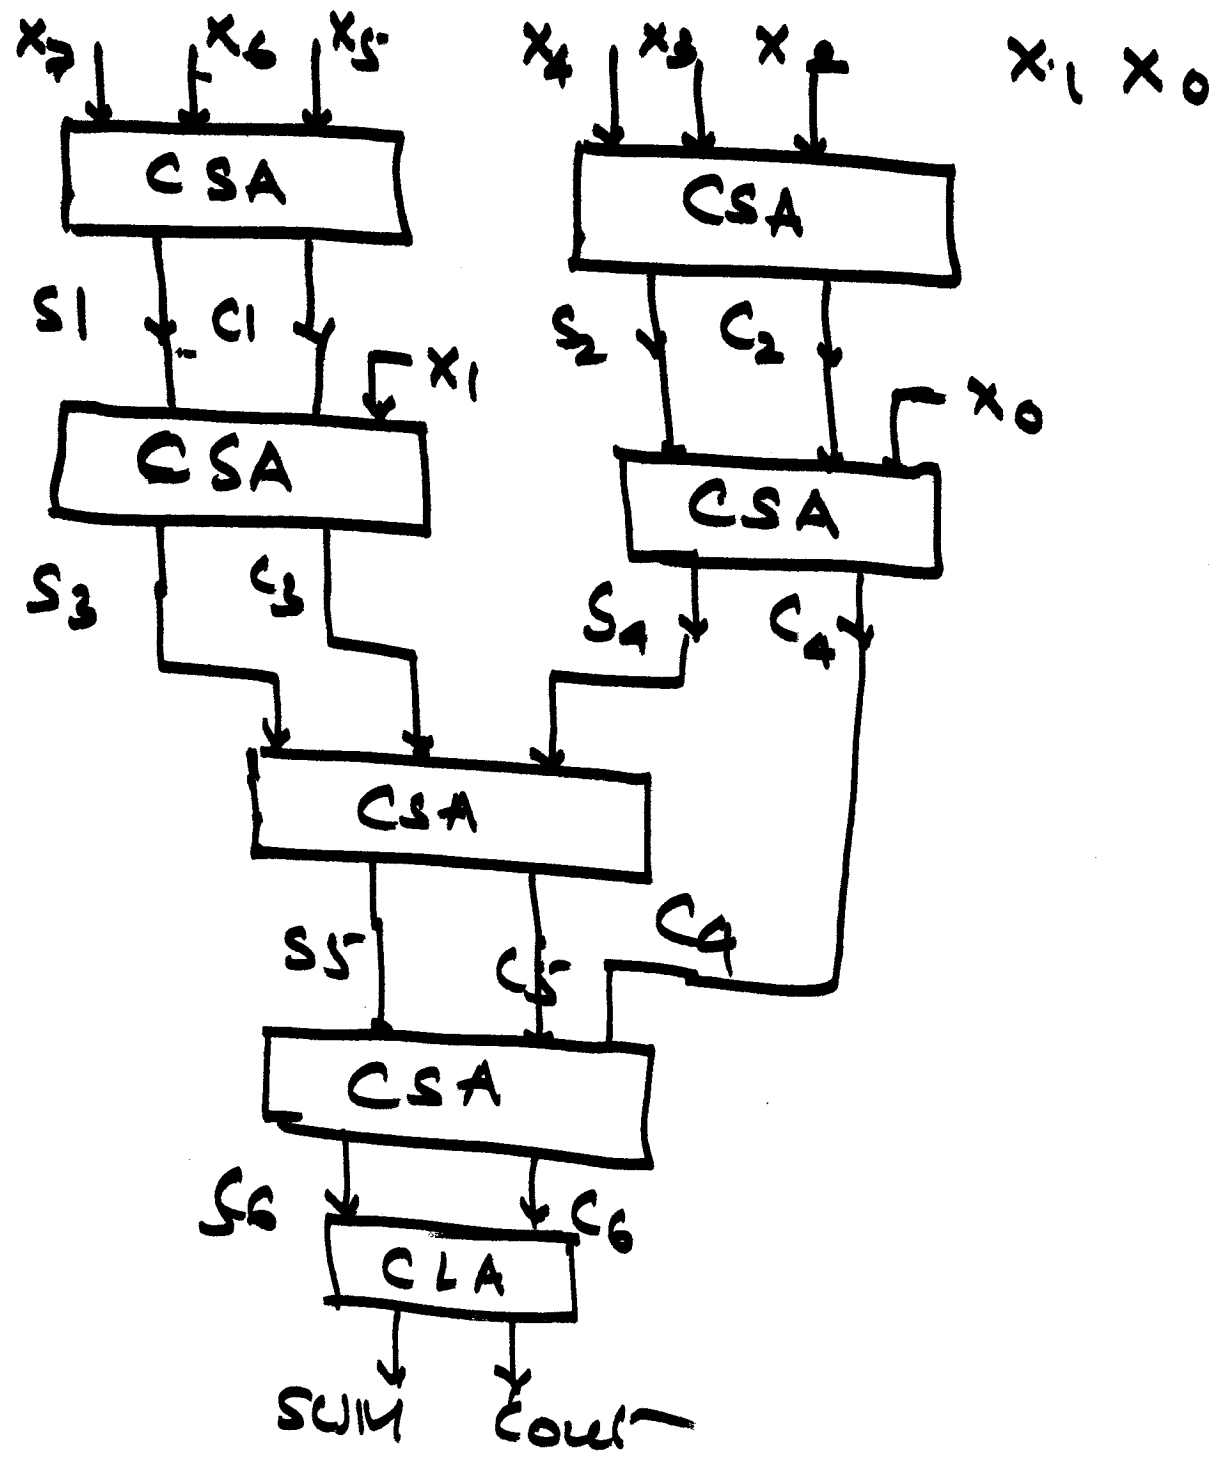 X7 X6 X5 X4 X3 X2 X1 X0
CSA CSA
S1 C1 S2 C2
X1 X0
CSA CSA
S3 C3 S4 C4
CSA
S5 C5 C4
CSA
S6 C6
CLA
SUM Cout